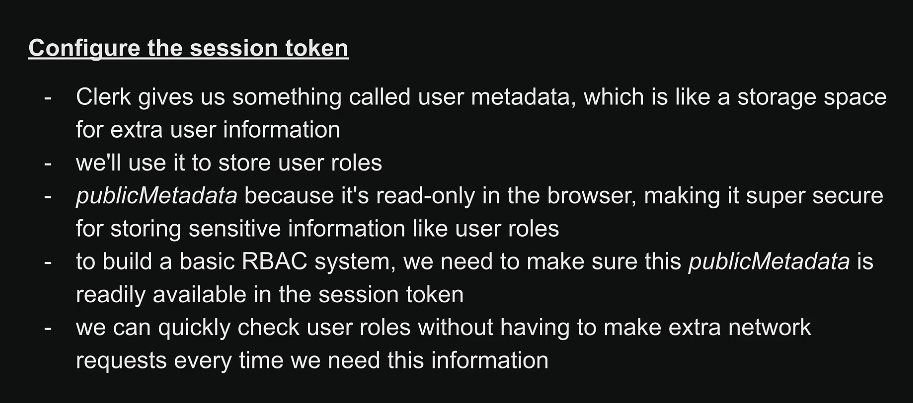 Configure the session token
- Clerk gives us something called user metadata, which is like a storage space
for extra user information
- we'll use it to store user roles
- publicMetadata because it's read-only in the browser, making it super secure
for storing sensitive information like user roles
- to build a basic RBAC system, we need to make sure this publicMetadata is
readily available in the session token
- we can quickly check user roles without having to make extra network
requests every time we need this information